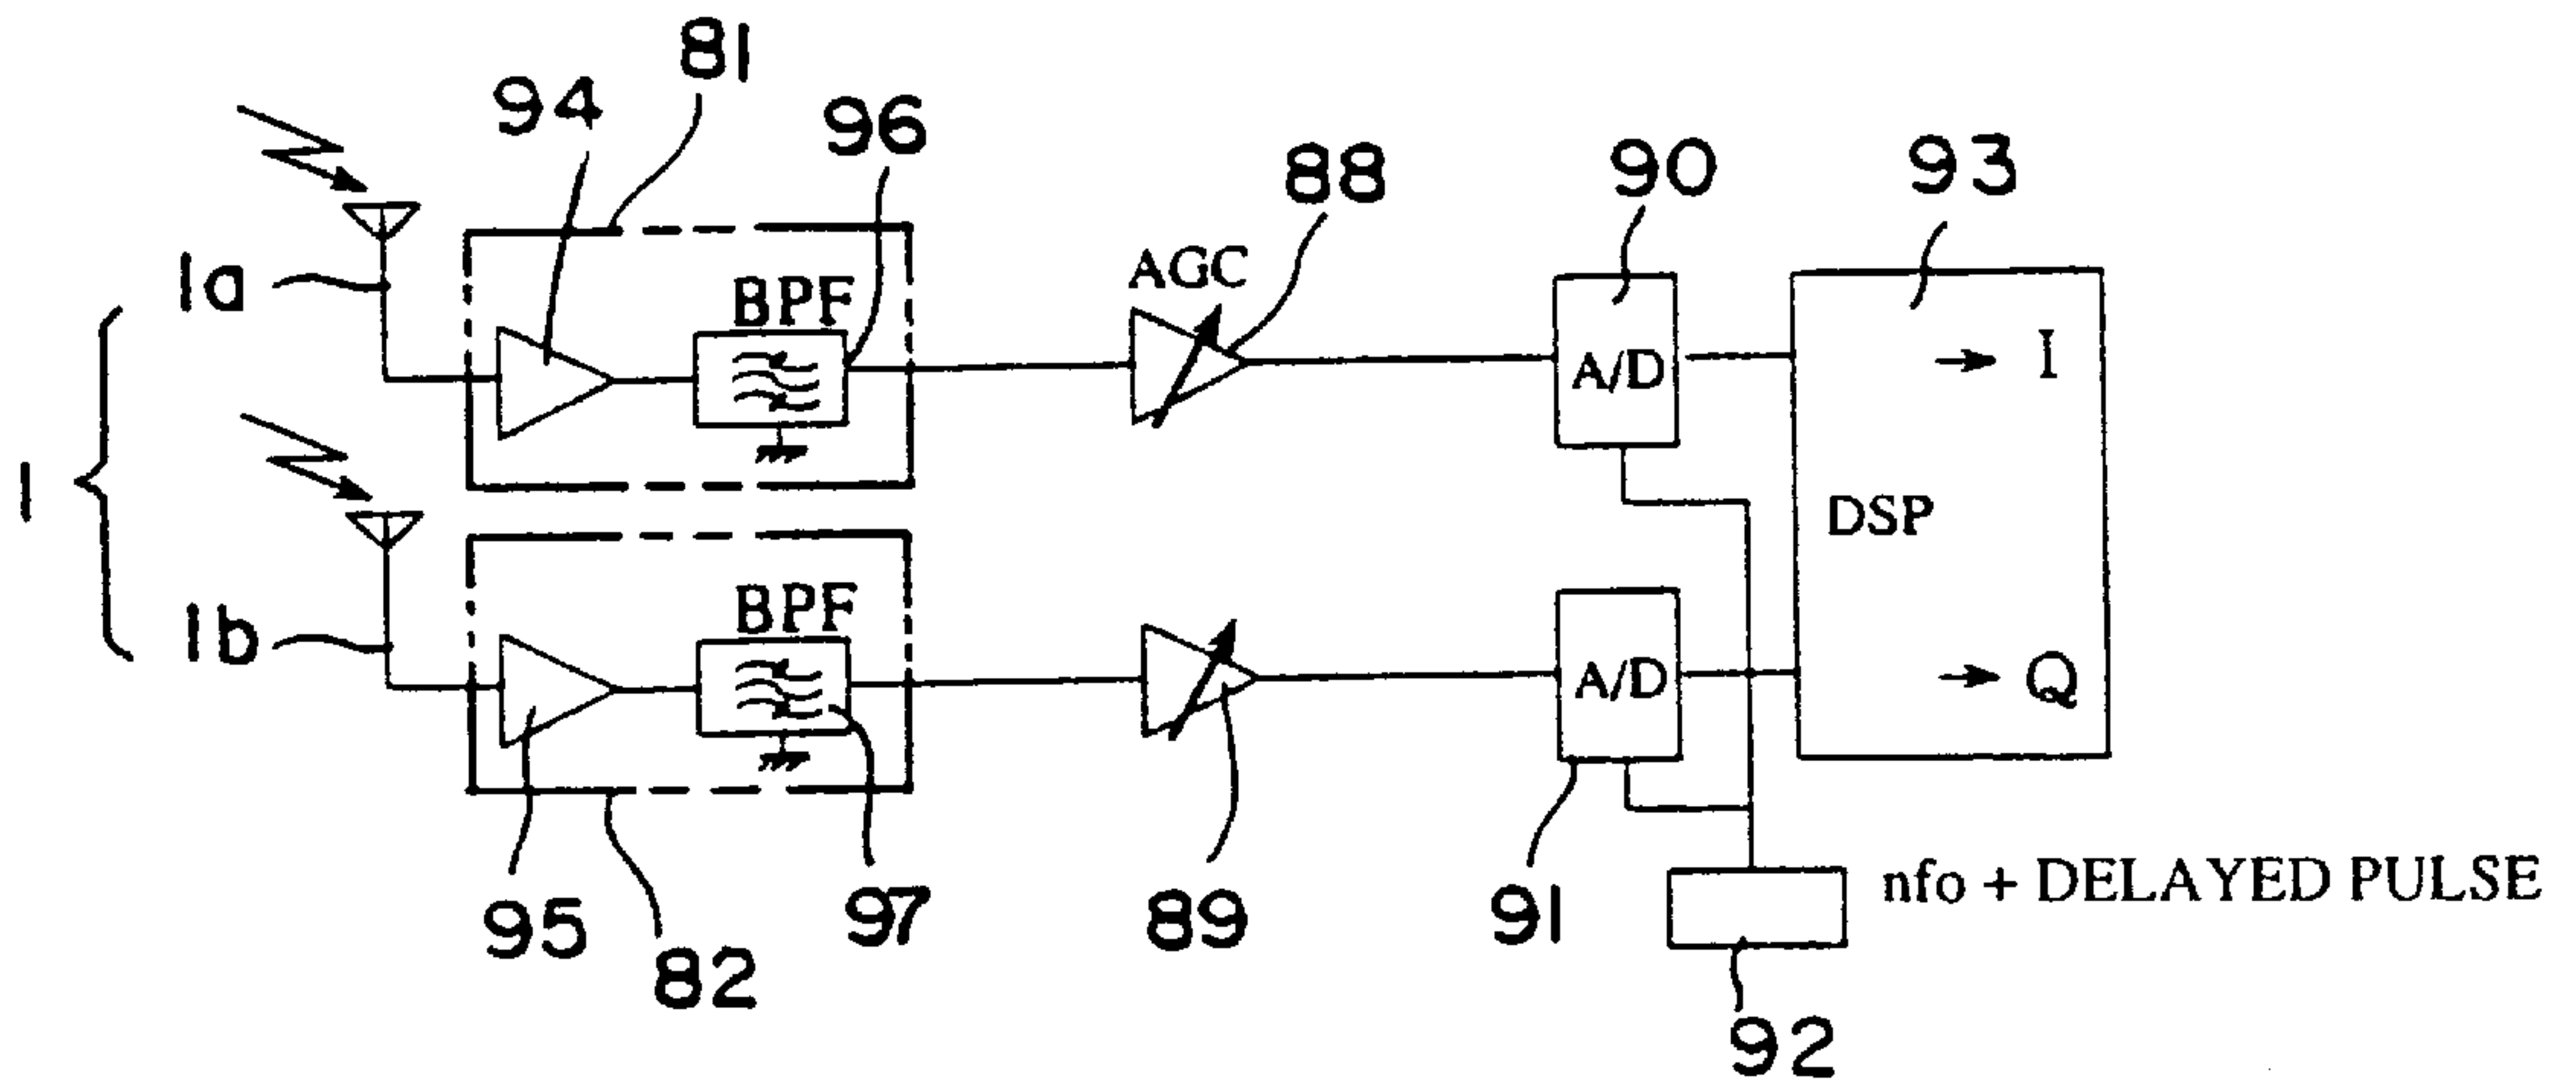 81
94
96
88
90
93
AGC
1a
BPF
I
A/D
1
DSP
BPF
1b
A/D
Q
nfo + DELAYED PULSE
95
97
89
91
82
92